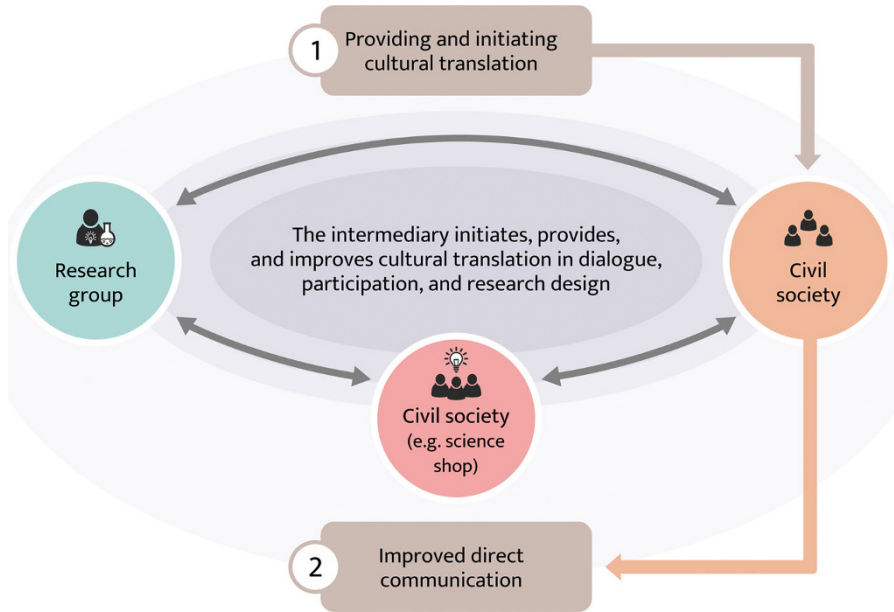 1
Providing and initiating
cultural translation
Research
group
The intermediary initiates, provides,
and improves cultural translation in dialogue,
participation, and research design
Civil
society
Civil society
(e.g. science
shop)
2
Improved direct
communication